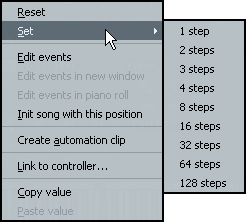 Reset
Set
Edit events
Edit events in new window
Edit events in piano roll
Init song with this position
Create automation clip
Link to controller...
Copy value
Paste value
1 step
2 steps
3 steps
4 steps
8 steps
16 steps
32 steps
64 steps
128 steps